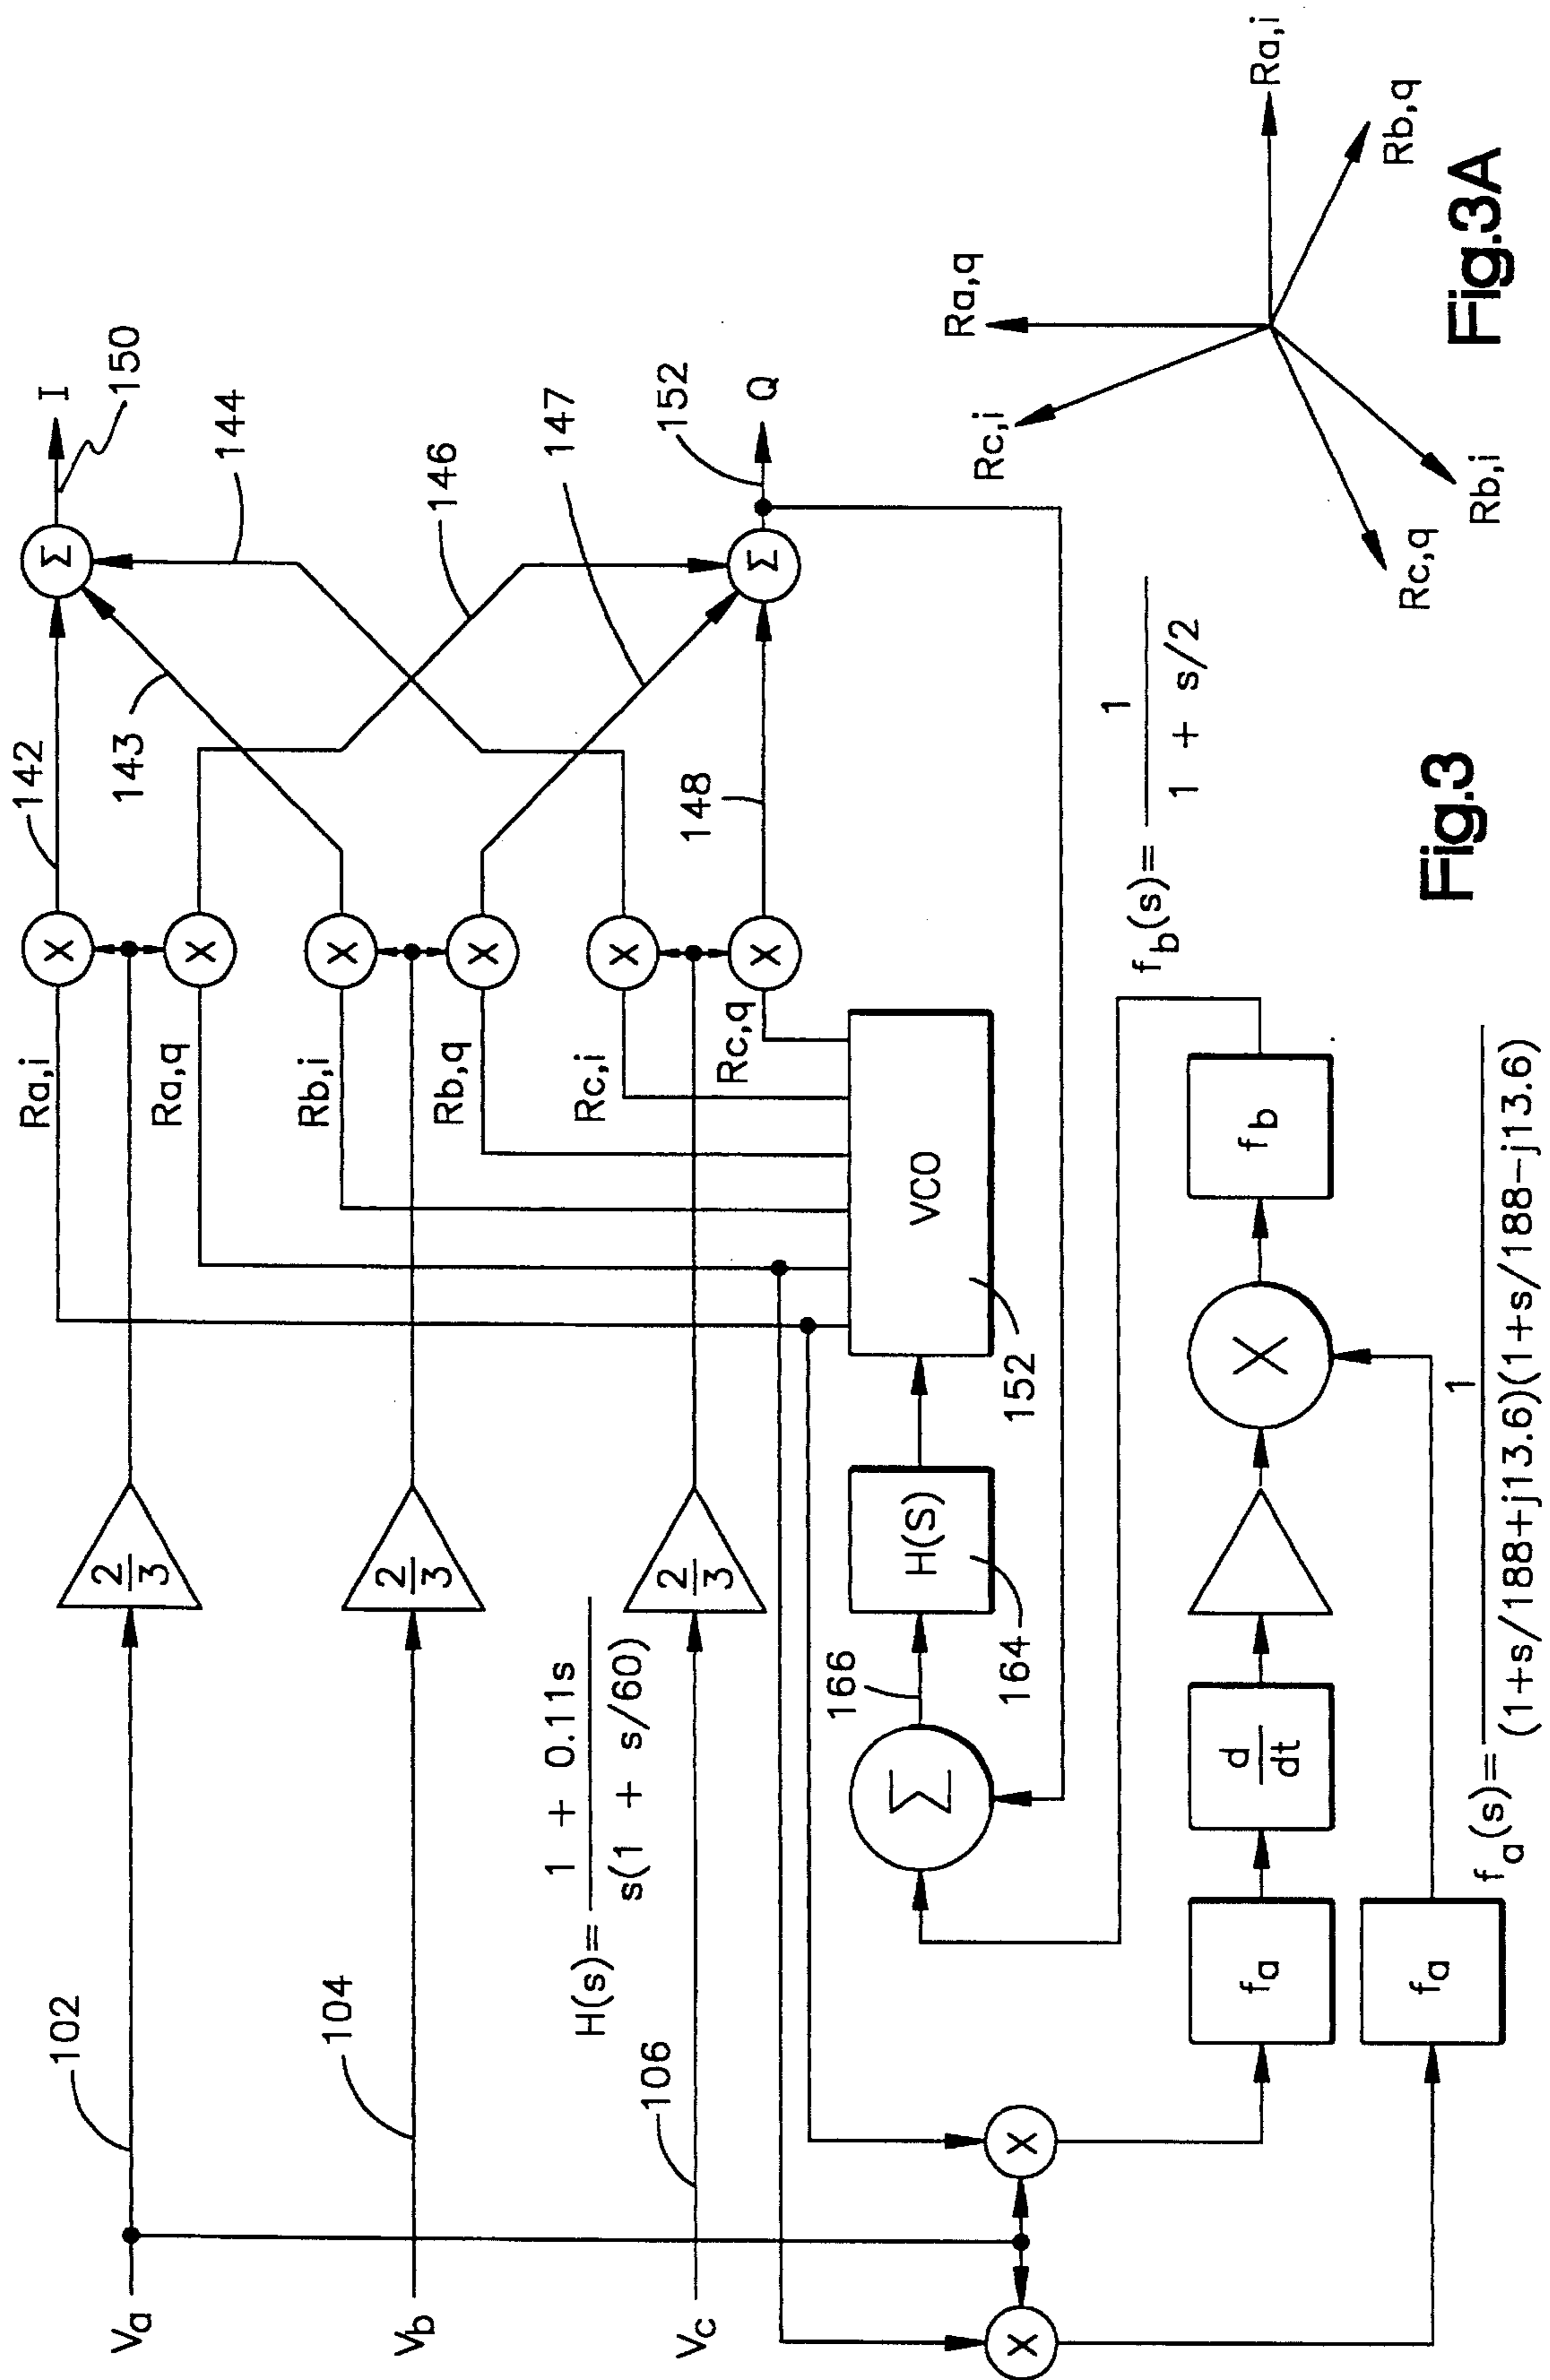 Va
102
2
3
Ra,i
X
142
Σ
I
150
Ra,q
X
143
144
Vb
104
2
3
Rb,i
X
146
Rb,q
X
147
H(s)= 1 + 0.11s
s(1 + s/60)
Vc
106
2
3
Rc,i
X
148
Rc,q
X
Σ
Q
152
Σ
166
H(S)
164
VCO
152
X
X
fa
d
dt
X
fb
fb(s)= 1
1 + s/2
fa
fa(s)= 1
(1+s/188+j13.6)(1+s/188-j13.6)
Fig.3
Ra,q
Rc,i
Ra,i
Rb,q
Rc,q
Rb,i
Fig.3A